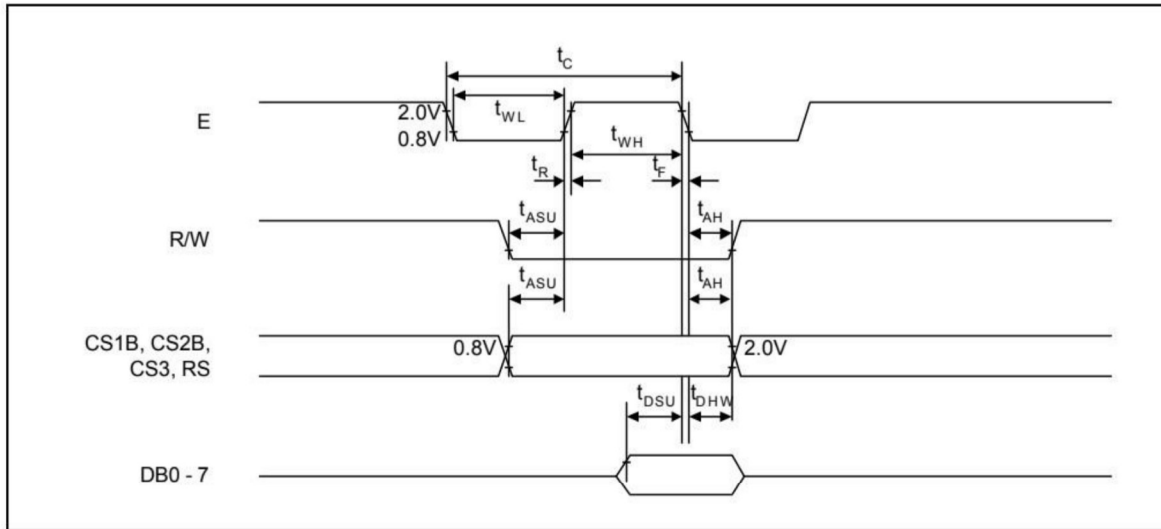 tC
E
2.0V
0.8V
tWL
tWH
tR
tF
R/W
tASU
tAH
tASU
tAH
CS1B, CS2B,
CS3, RS
0.8V
2.0V
tDSU
tDHW
DB0 - 7